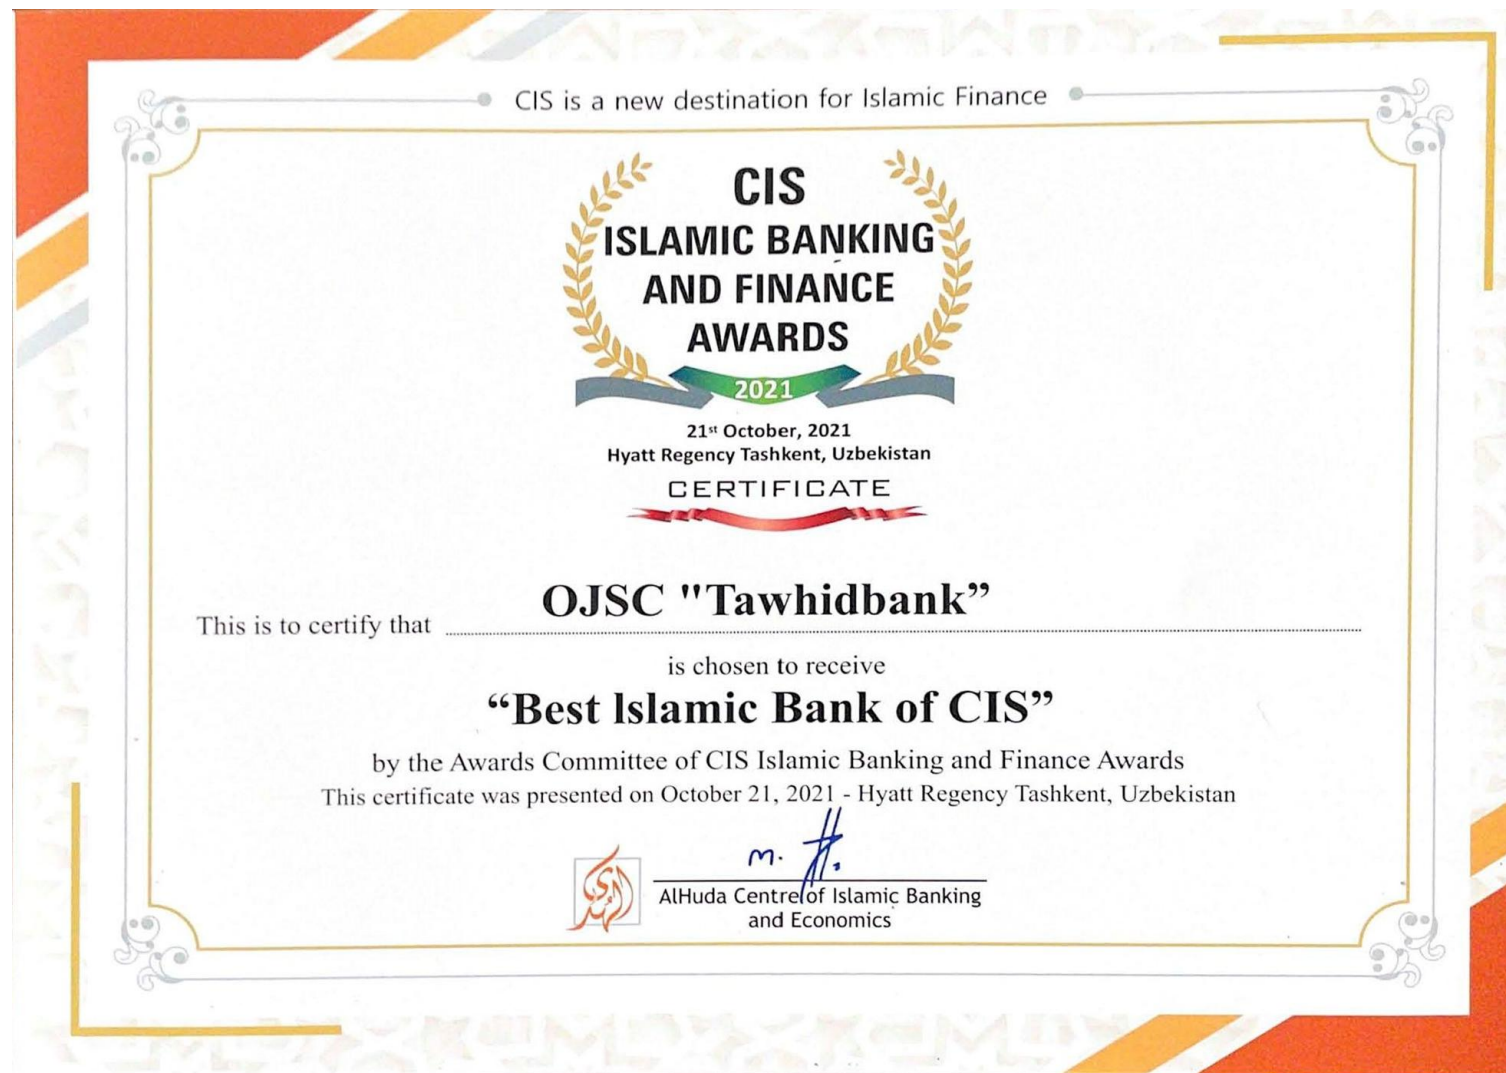 CIS is a new destination for Islamic Finance
CIS
ISLAMIC BANKING
AND FINANCE
AWARDS
2021
21st October, 2021
Hyatt Regency Tashkent, Uzbekistan
CERTIFICATE
OJSC "Tawhidbank”
This is to certify that
is chosen to receive
“Best Islamic Bank of CIS”
by the Awards Committee of CIS Islamic Banking and Finance Awards
This certificate was presented on October 21, 2021 - Hyatt Regency Tashkent, Uzbekistan
M. H.
الهدى
AlHuda Centre of Islamic Banking
and Economics